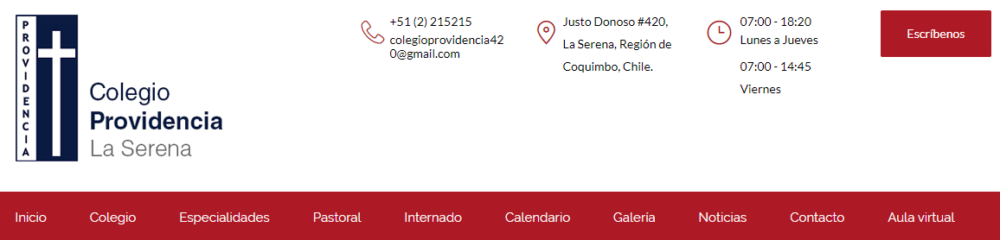 PROVIDENCIA
Colegio
Providencia
La Serena
+51 (2) 215215
colegioprovidencia42
0@gmail.com
Justo Donoso #420,
La Serena, Región de
Coquimbo, Chile.
07:00 - 18:20
Lunes a Jueves
07:00 - 14:45
Viernes
Escríbenos
Inicio Colegio Especialidades Pastoral Internado Calendario Galería Noticias Contacto Aula virtual